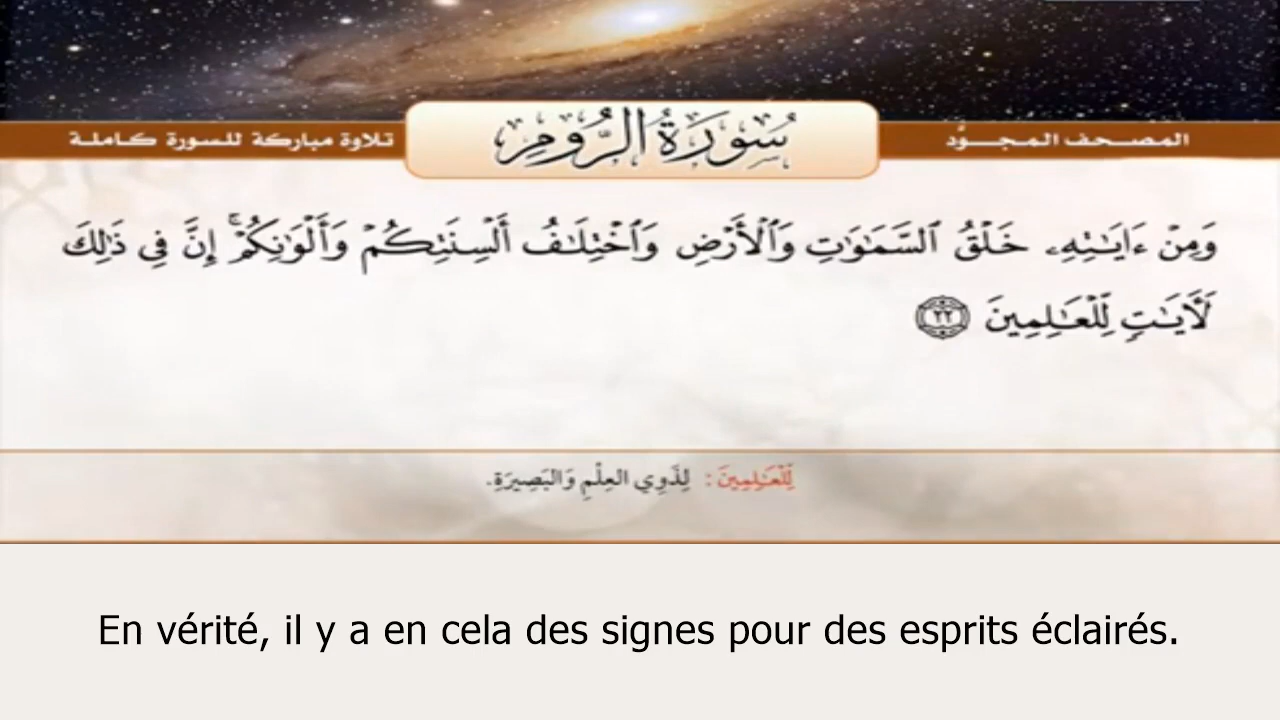 المصحف المجوَّد
سُورَةُ الرُّومِ
تلاوة مباركة للسورة كاملة
وَمِنْ ءَايَـٰتِهِۦ خَلْقُ ٱلسَّمَـٰوَٰتِ وَٱلْأَرْضِ وَٱخْتِلَـٰفُ أَلْسِنَتِكُمْ وَأَلْوَٰنِكُمْ ۚ إِنَّ فِى ذَٰلِكَ
لَـَٔايَـٰتٍ لِّلْعَـٰلِمِينَ ٢٢
لِّلْعَـٰلِمِينَ: لِذَوِي العِلْمِ وَالبَصِيرَةِ.
En vérité, il y a en cela des signes pour des esprits éclairés.